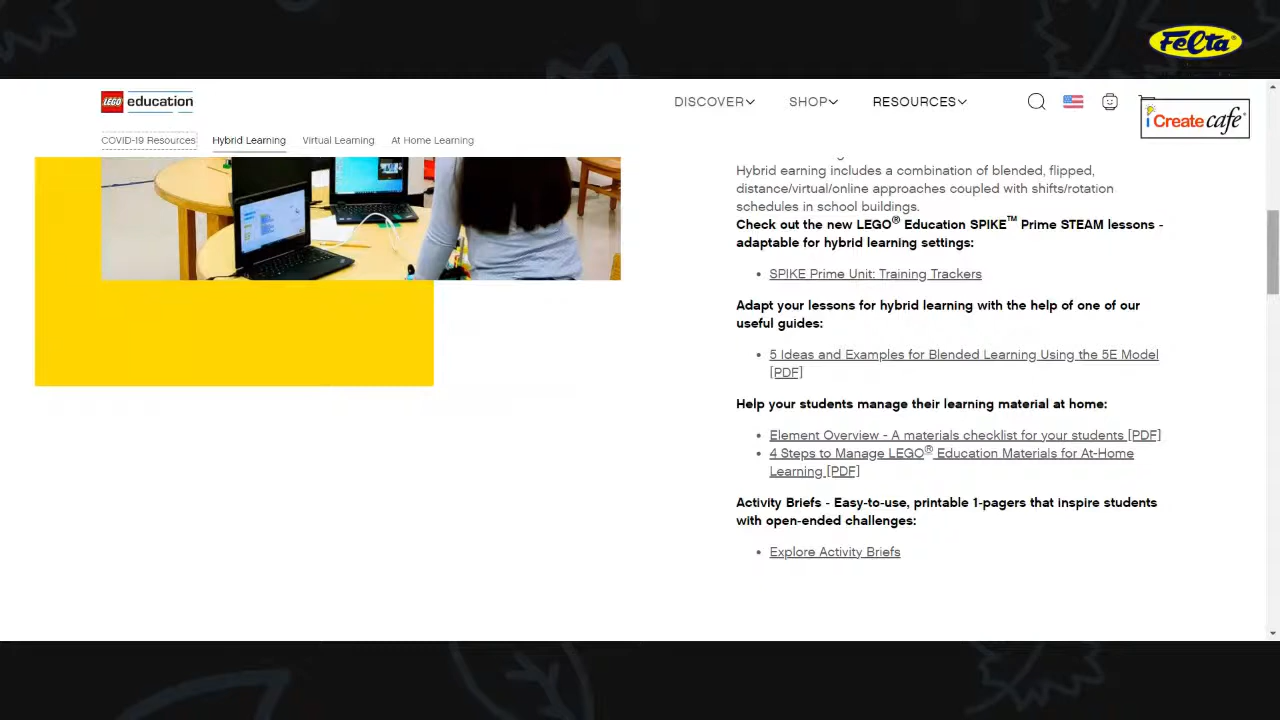 Felta®
LEGO education
DISCOVER
SHOP
RESOURCES
i Create cafe
COVID-19 Resources
Hybrid Learning
Virtual Learning
At Home Learning
Hybrid earning includes a combination of blended, flipped,
distance/virtual/online approaches coupled with shifts/rotation
schedules in school buildings.
Check out the new LEGO® Education SPIKE™ Prime STEAM lessons -
adaptable for hybrid learning settings:
• SPIKE Prime Unit: Training Trackers
Adapt your lessons for hybrid learning with the help of one of our
useful guides:
• 5 Ideas and Examples for Blended Learning Using the 5E Model
[PDF]
Help your students manage their learning material at home:
• Element Overview - A materials checklist for your students [PDF]
• 4 Steps to Manage LEGO® Education Materials for At-Home
Learning [PDF]
Activity Briefs - Easy-to-use, printable 1-pagers that inspire students
with open-ended challenges:
• Explore Activity Briefs